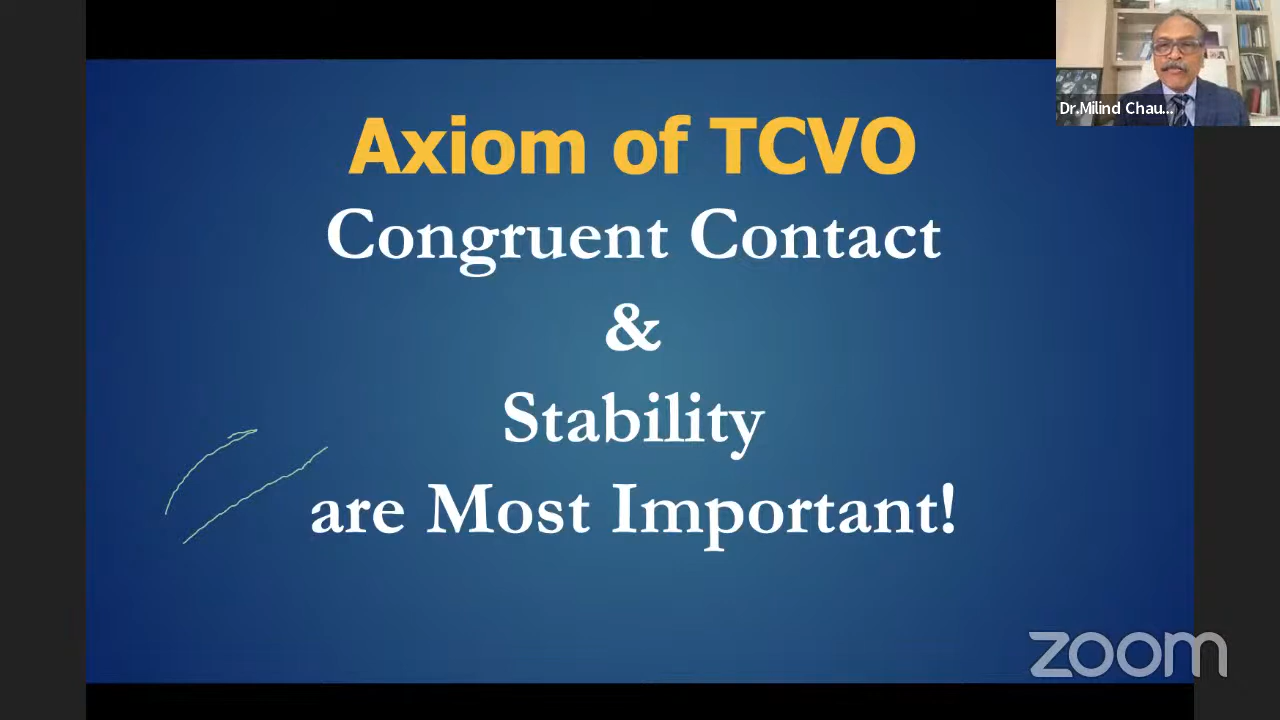 Axiom of TCVO
Congruent Contact
&
Stability
are Most Important!
Dr.Milind Chau...
zoom